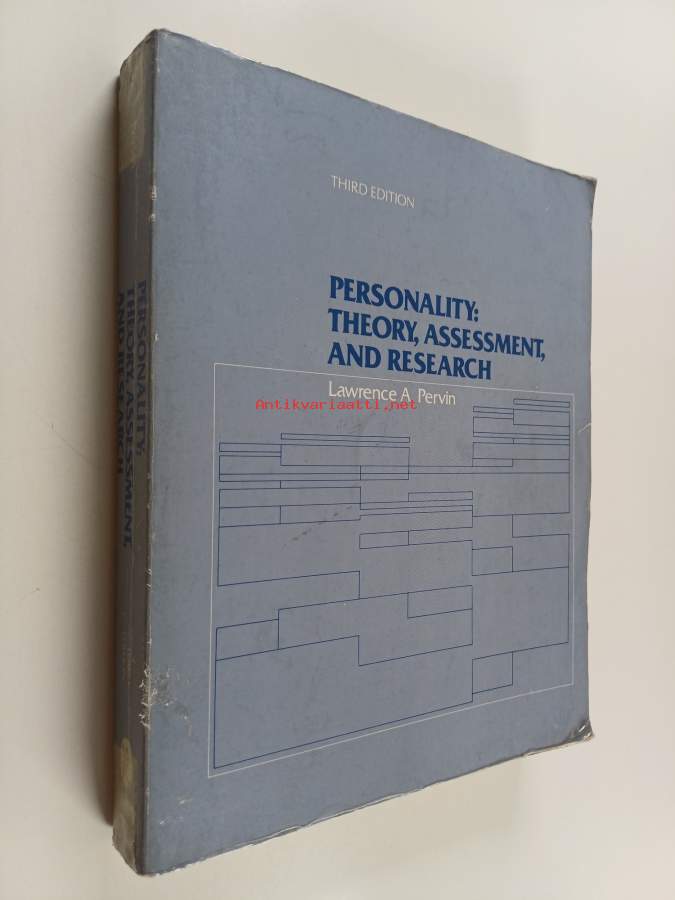 THIRD EDITION
PERSONALITY:
THEORY, ASSESSMENT,
AND RESEARCH
Lawrence A. Pervin
Antikvariaatti.net
PERSONALITY:
THEORY, ASSESSMENT,
AND RESEARCH